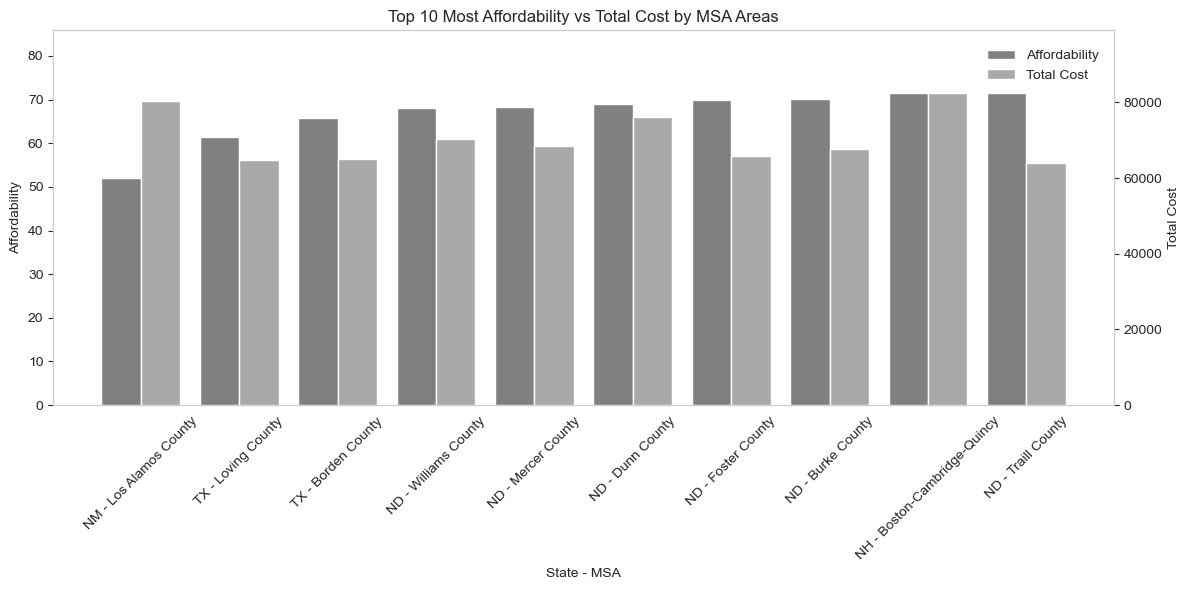 Top 10 Most Affordability vs Total Cost by MSA Areas
Affordability
Total Cost
80
70
60
50
40
30
20
10
0
Affordability
80000
60000
40000
20000
0
Total Cost
NM - Los Alamos County
TX - Loving County
TX - Borden County
ND - Williams County
ND - Mercer County
ND - Dunn County
ND - Foster County
ND - Burke County
NH - Boston-Cambridge-Quincy
ND - Traill County
State - MSA